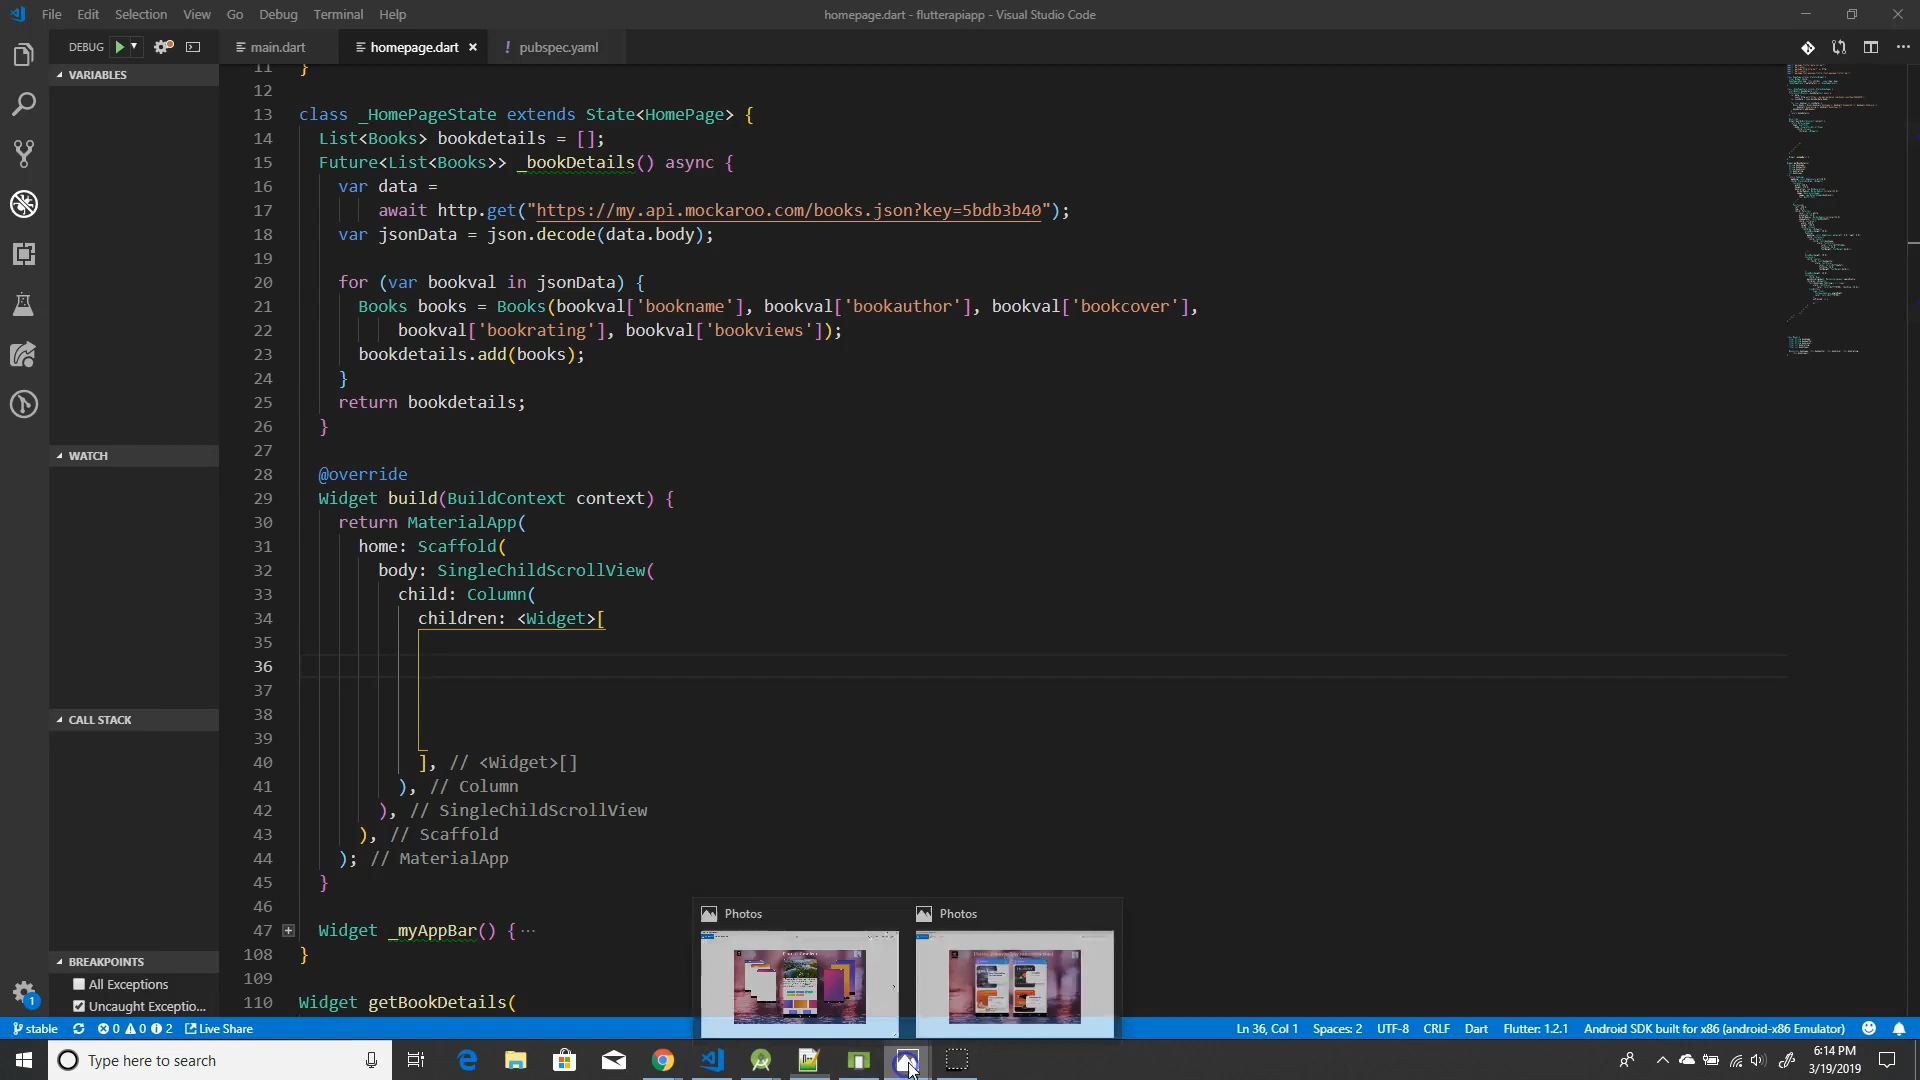 File Edit Selection View Go Debug Terminal Help
homepage.dart - flutterapiapp - Visual Studio Code
DEBUG
main.dart homepage.dart pubspec.yaml
VARIABLES
WATCH
CALL STACK
BREAKPOINTS
All Exceptions
Uncaught Exceptio...
11 }
12
13 class _HomePageState extends State<HomePage> {
14 List<Books> bookdetails = [];
15 Future<List<Books>> _bookDetails() async {
16 var data =
17 await http.get("https://my.api.mockaroo.com/books.json?key=5bdb3b40");
18 var jsonData = json.decode(data.body);
19
20 for (var bookval in jsonData) {
21 Books books = Books(bookval['bookname'], bookval['bookauthor'], bookval['bookcover'],
22 bookval['bookrating'], bookval['bookviews']);
23 bookdetails.add(books);
24 }
25 return bookdetails;
26 }
27
28 @override
29 Widget build(BuildContext context) {
30 return MaterialApp(
31 home: Scaffold(
32 body: SingleChildScrollView(
33 child: Column(
34 children: <Widget>[
35
36
37
38
39
40 ], // <Widget>[]
41 ), // Column
42 ), // SingleChildScrollView
43 ), // Scaffold
44 ); // MaterialApp
45 }
46
47 Widget _myAppBar() { ...
108 }
109
110 Widget getBookDetails(
Photos Photos
stable 0 0 2 Live Share
Ln 36, Col 1 Spaces: 2 UTF-8 CRLF Dart Flutter: 1.2.1 Android SDK built for x86 (android-x86 Emulator)
1
Type here to search
6:14 PM
3/19/2019